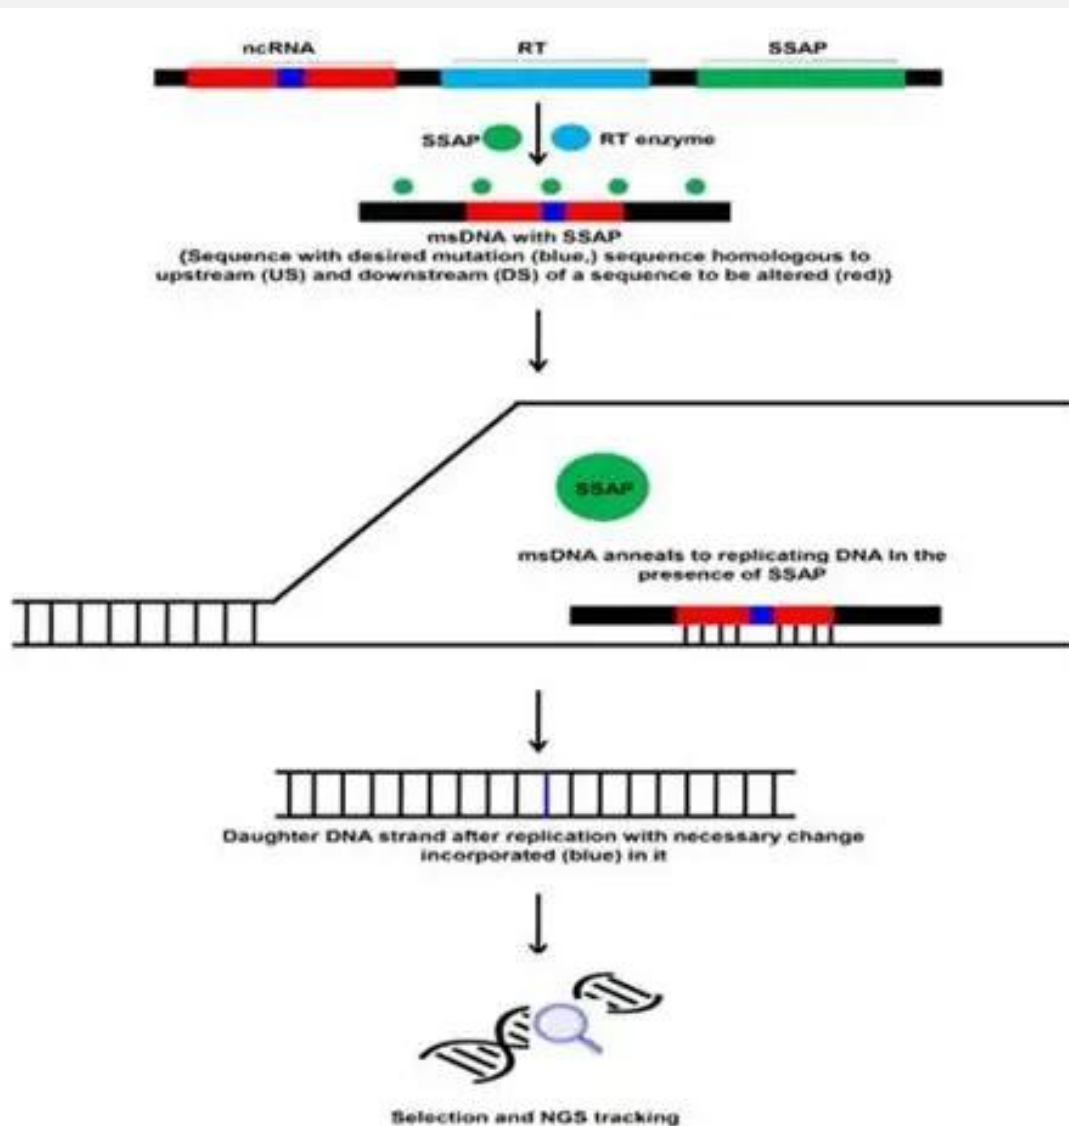 ncRNA RT SSAP
SSAP RT enzyme
msDNA with SSAP
{Sequence with desired mutation (blue,) sequence homologous to
upstream (US) and downstream (DS) of a sequence to be altered (red)}
SSAP
msDNA anneals to replicating DNA In the
presence of SSAP
Daughter DNA strand after replication with necessary change
incorporated (blue) in it
Selection and NGS tracking